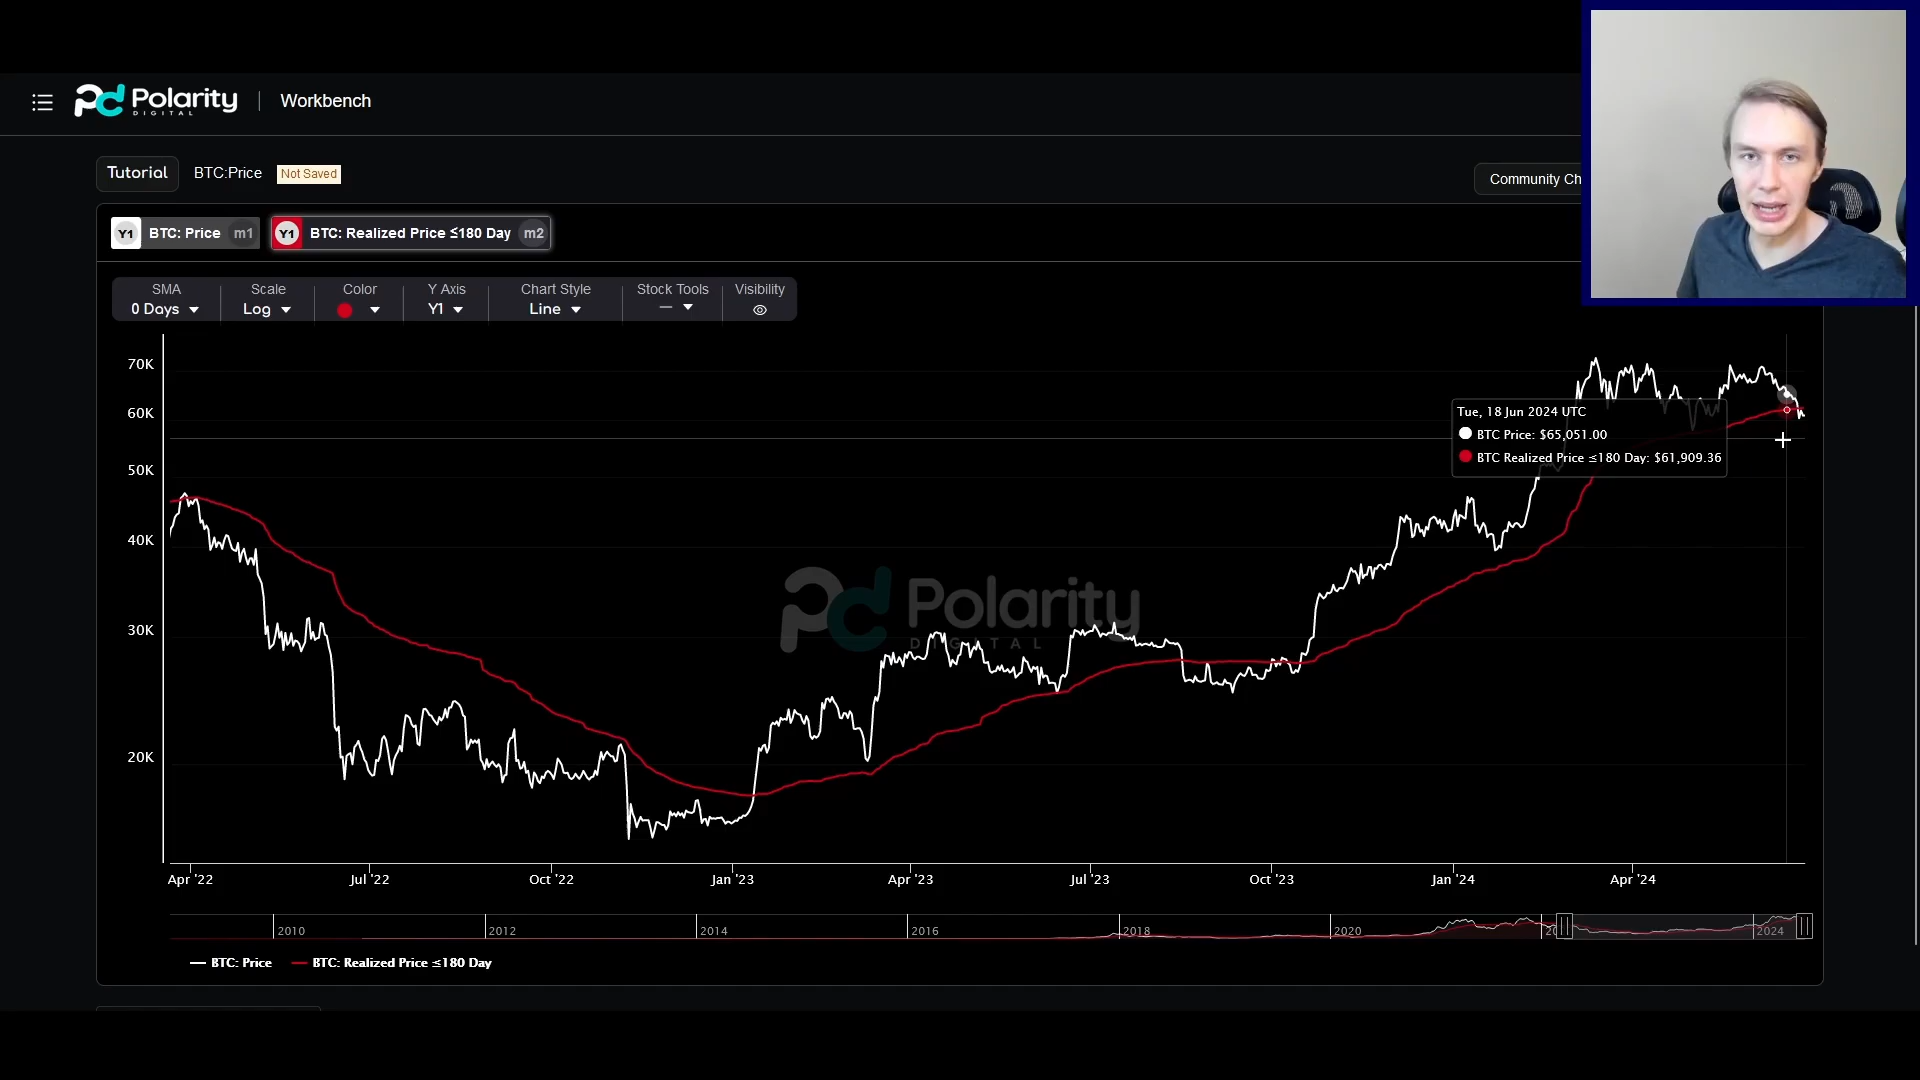 Polarity
DIGITAL
Workbench
Tutorial
BTC:Price
Not Saved
Community Ch
Y1 BTC: Price m1
Y1 BTC: Realized Price ≤180 Day m2
SMA
0 Days
Scale
Log
Color
Y Axis
Y1
Chart Style
Line
Stock Tools
Visibility
70K
60K
50K
40K
30K
20K
Tue, 18 Jun 2024 UTC
BTC Price: $65,051.00
BTC Realized Price ≤180 Day: $61,909.36
Polarity
DIGITAL
Apr '22 Jul '22 Oct '22 Jan '23 Apr '23 Jul '23 Oct '23 Jan '24 Apr '24
2010 2012 2014 2016 2018 2020 2024
BTC: Price BTC: Realized Price ≤180 Day